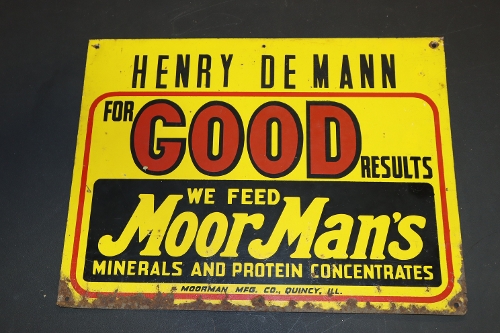 HENRY DE MANN
FOR GOOD RESULTS
WE FEED
MoorMan's
MINERALS AND PROTEIN CONCENTRATES
MOORMAN MFG. CO., QUINCY, ILL.